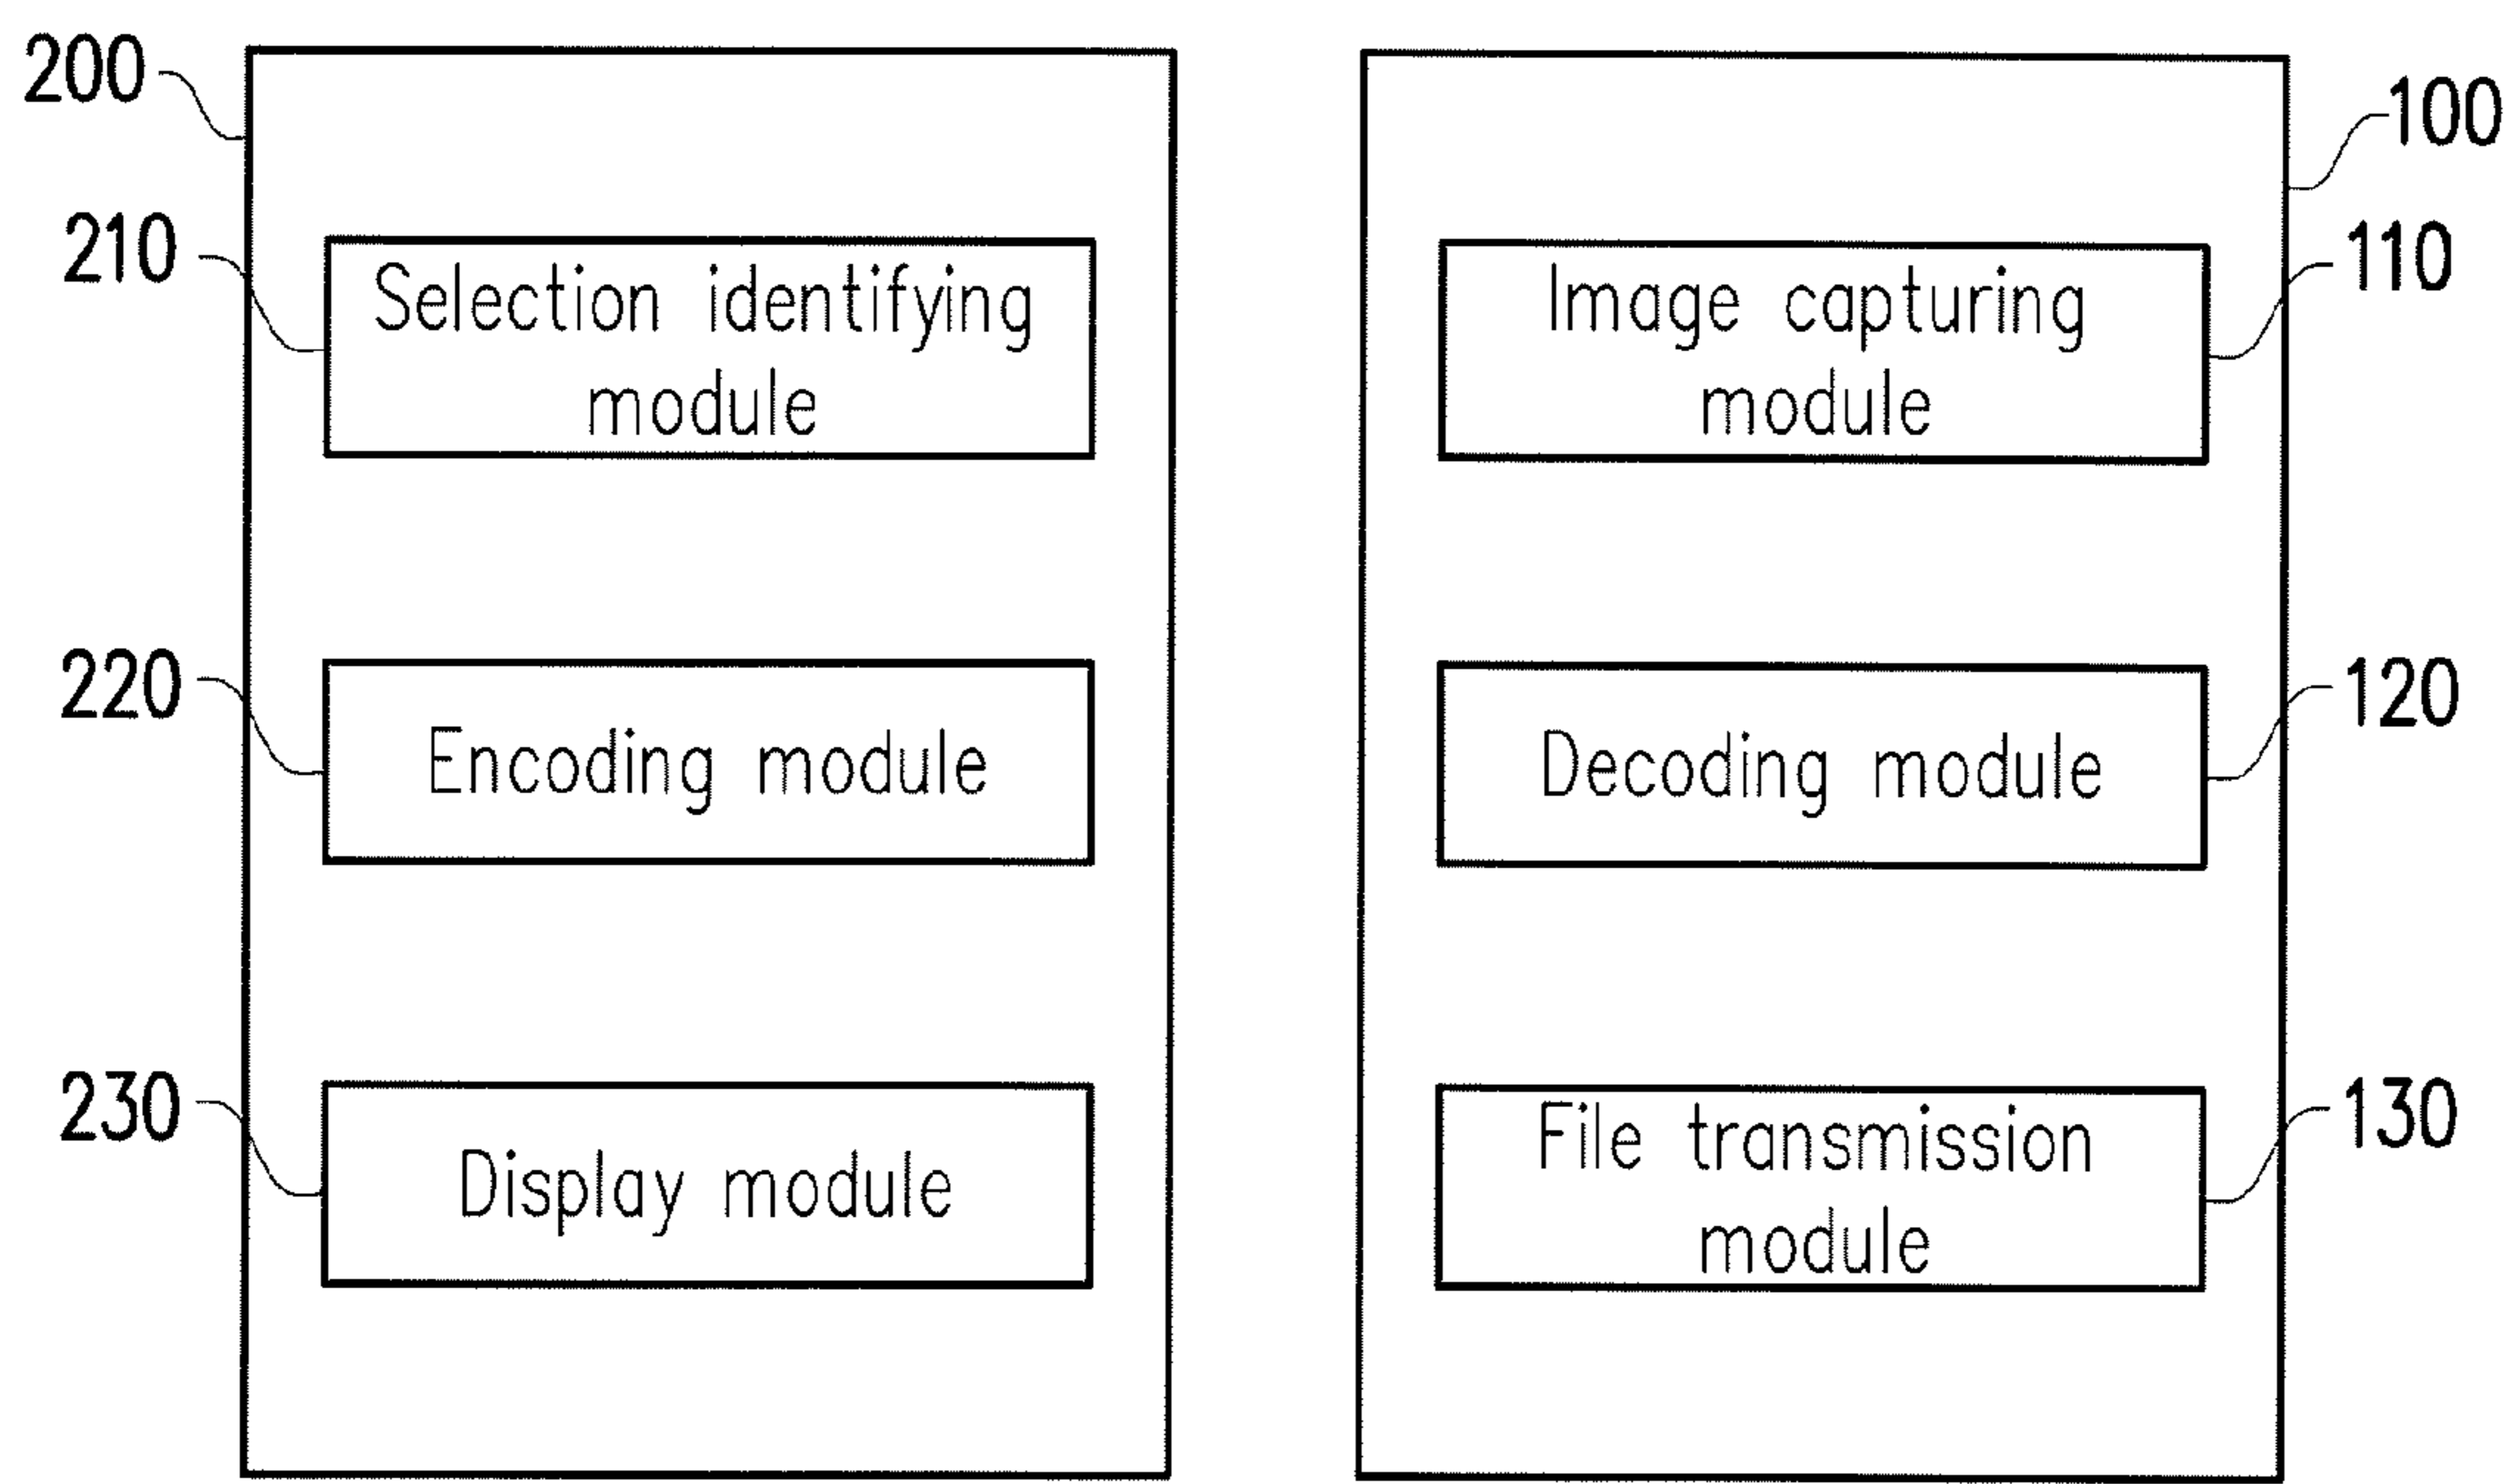 200
210
Selection identifying
module
220
Encoding module
230
Display module
100
110
Image capturing
module
120
Decoding module
130
File transmission
module